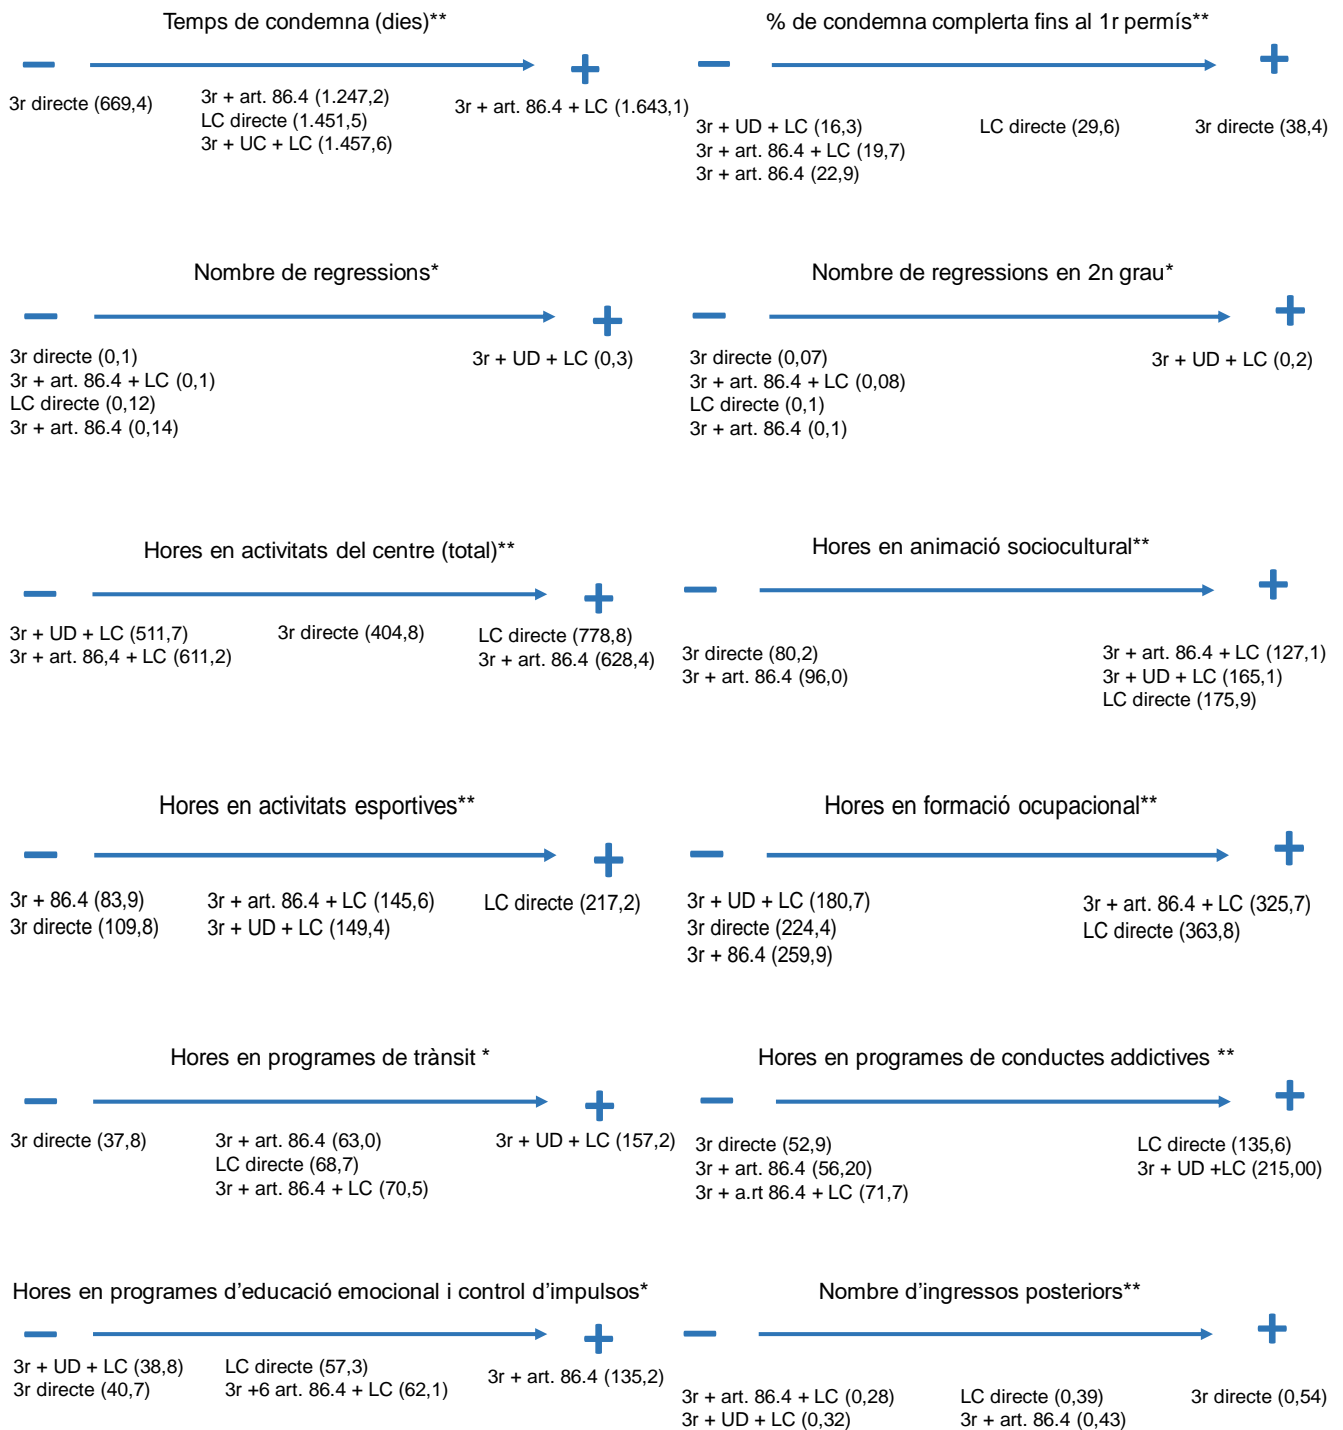 Temps de condemna (dies)**
− +
3r directe (669,4)
3r + art. 86.4 (1.247,2)
LC directe (1.451,5)
3r + UC + LC (1.457,6)
3r + art. 86.4 + LC (1.643,1)
% de condemna complerta fins al 1r permís**
− +
3r + UD + LC (16,3)
3r + art. 86.4 + LC (19,7)
3r + art. 86.4 (22,9)
LC directe (29,6)
3r directe (38,4)
Nombre de regressions*
− +
3r directe (0,1)
3r + art. 86.4 + LC (0,1)
LC directe (0,12)
3r + art. 86.4 (0,14)
3r + UD + LC (0,3)
Nombre de regressions en 2n grau*
− +
3r directe (0,07)
3r + art. 86.4 + LC (0,08)
LC directe (0,1)
3r + art. 86.4 (0,1)
3r + UD + LC (0,2)
Hores en activitats del centre (total)**
− +
3r + UD + LC (511,7)
3r + art. 86,4 + LC (611,2)
3r directe (404,8)
LC directe (778,8)
3r + art. 86.4 (628,4)
Hores en animació sociocultural**
− +
3r directe (80,2)
3r + art. 86.4 (96,0)
3r + art. 86.4 + LC (127,1)
3r + UD + LC (165,1)
LC directe (175,9)
Hores en activitats esportives**
− +
3r + 86.4 (83,9)
3r directe (109,8)
3r + art. 86.4 + LC (145,6)
3r + UD + LC (149,4)
LC directe (217,2)
Hores en formació ocupacional**
− +
3r + UD + LC (180,7)
3r directe (224,4)
3r + 86.4 (259,9)
3r + art. 86.4 + LC (325,7)
LC directe (363,8)
Hores en programes de trànsit *
− +
3r directe (37,8)
3r + art. 86.4 (63,0)
LC directe (68,7)
3r + art. 86.4 + LC (70,5)
3r + UD + LC (157,2)
Hores en programes de conductes addictives **
− +
3r directe (52,9)
3r + art. 86.4 (56,20)
3r + a.rt 86.4 + LC (71,7)
LC directe (135,6)
3r + UD +LC (215,00)
Hores en programes d’educació emocional i control d’impulsos*
− +
3r + UD + LC (38,8)
3r directe (40,7)
LC directe (57,3)
3r +6 art. 86.4 + LC (62,1)
3r + art. 86.4 (135,2)
Nombre d’ingressos posteriors**
− +
3r + art. 86.4 + LC (0,28)
3r + UD + LC (0,32)
LC directe (0,39)
3r + art. 86.4 (0,43)
3r directe (0,54)